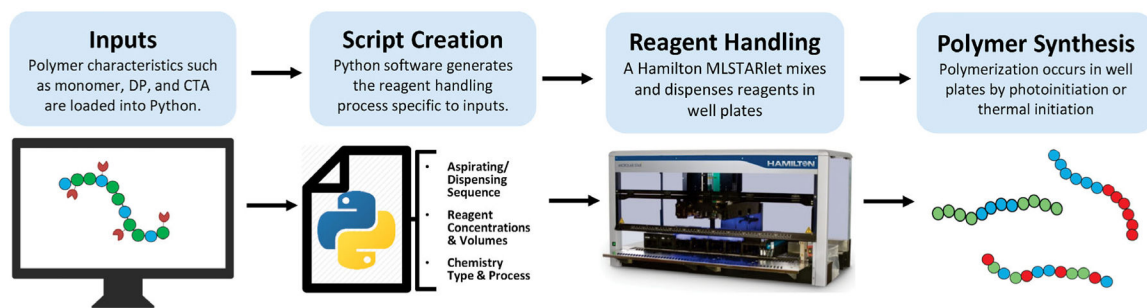 Inputs
Polymer characteristics such
as monomer, DP, and CTA
are loaded into Python.
Script Creation
Python software generates
the reagent handling
process specific to inputs.
Reagent Handling
A Hamilton MLSTARlet mixes
and dispenses reagents in
well plates
Polymer Synthesis
Polymerization occurs in well
plates by photoinitiation or
thermal initiation
• Aspirating/
Dispensing
Sequence
• Reagent
Concentrations
& Volumes
• Chemistry
Type & Process
HAMILTON